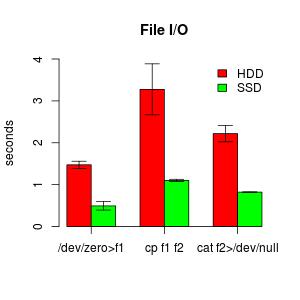 File I/O
HDD
SSD
seconds
4
3
2
1
0
/dev/zero>f1
cp f1 f2
cat f2>/dev/null